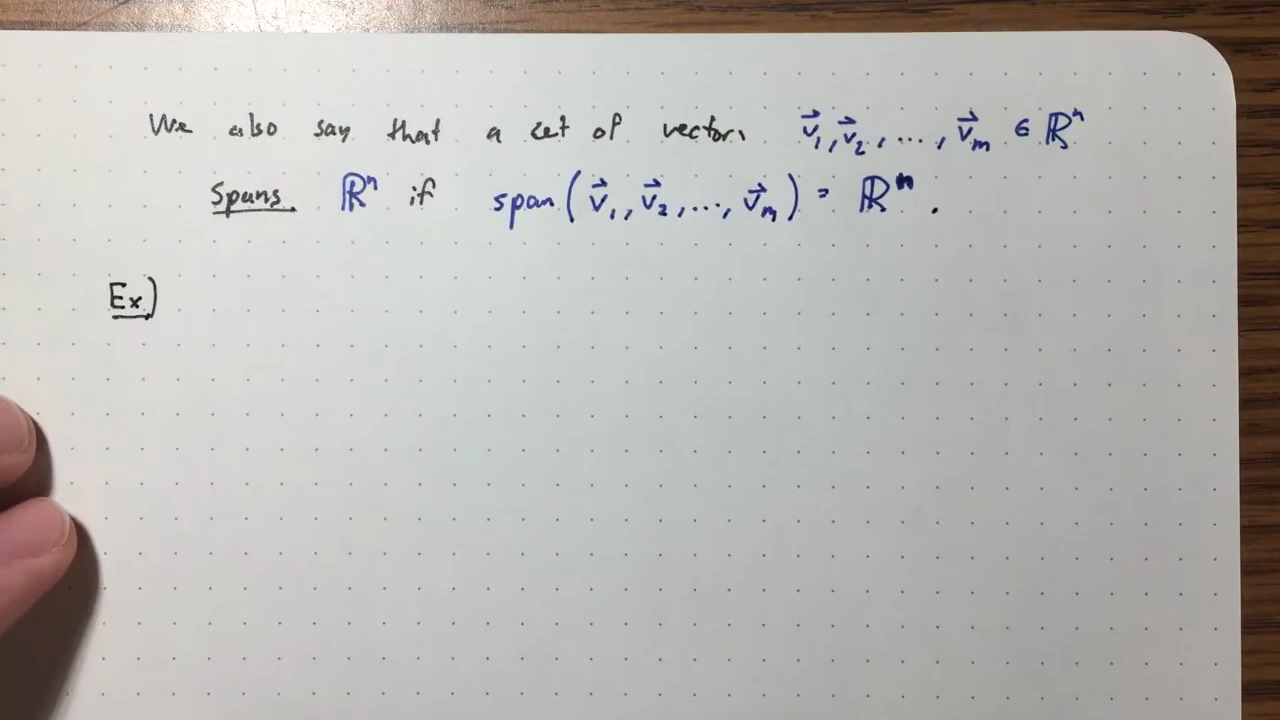 We also say that a set of vectors v⃗₁, v⃗₂, ..., v⃗ₘ ∈ ℝⁿ
spans ℝⁿ if span(v⃗₁, v⃗₂, ..., v⃗ₘ) = ℝⁿ.
Ex)